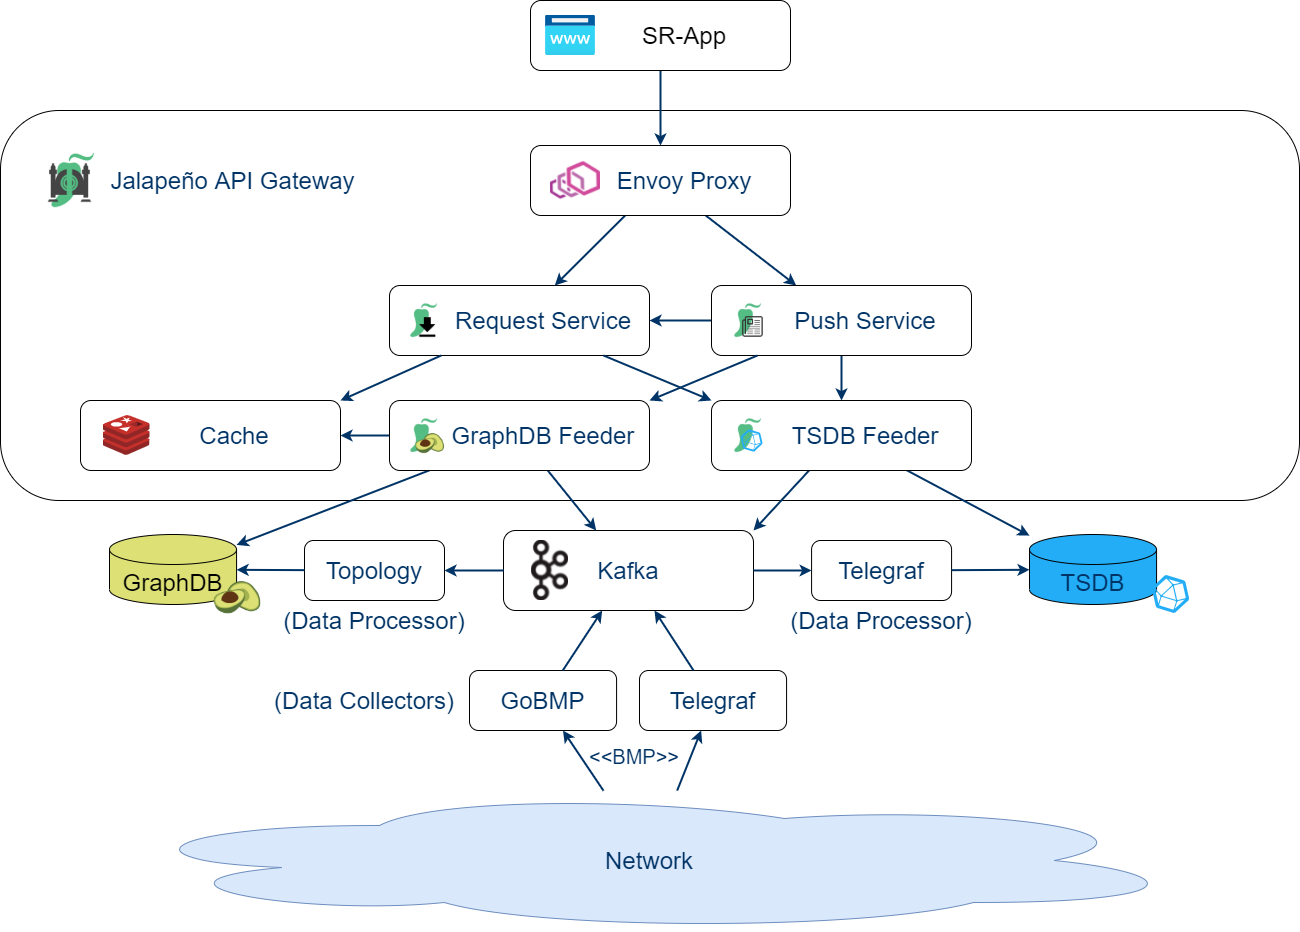 www
SR-App
Jalapeño API Gateway
Envoy Proxy
Request Service
Push Service
Cache
GraphDB Feeder
TSDB Feeder
GraphDB
Topology
Kafka
Telegraf
TSDB
(Data Processor)
(Data Processor)
(Data Collectors)
GoBMP
Telegraf
<<BMP>>
Network